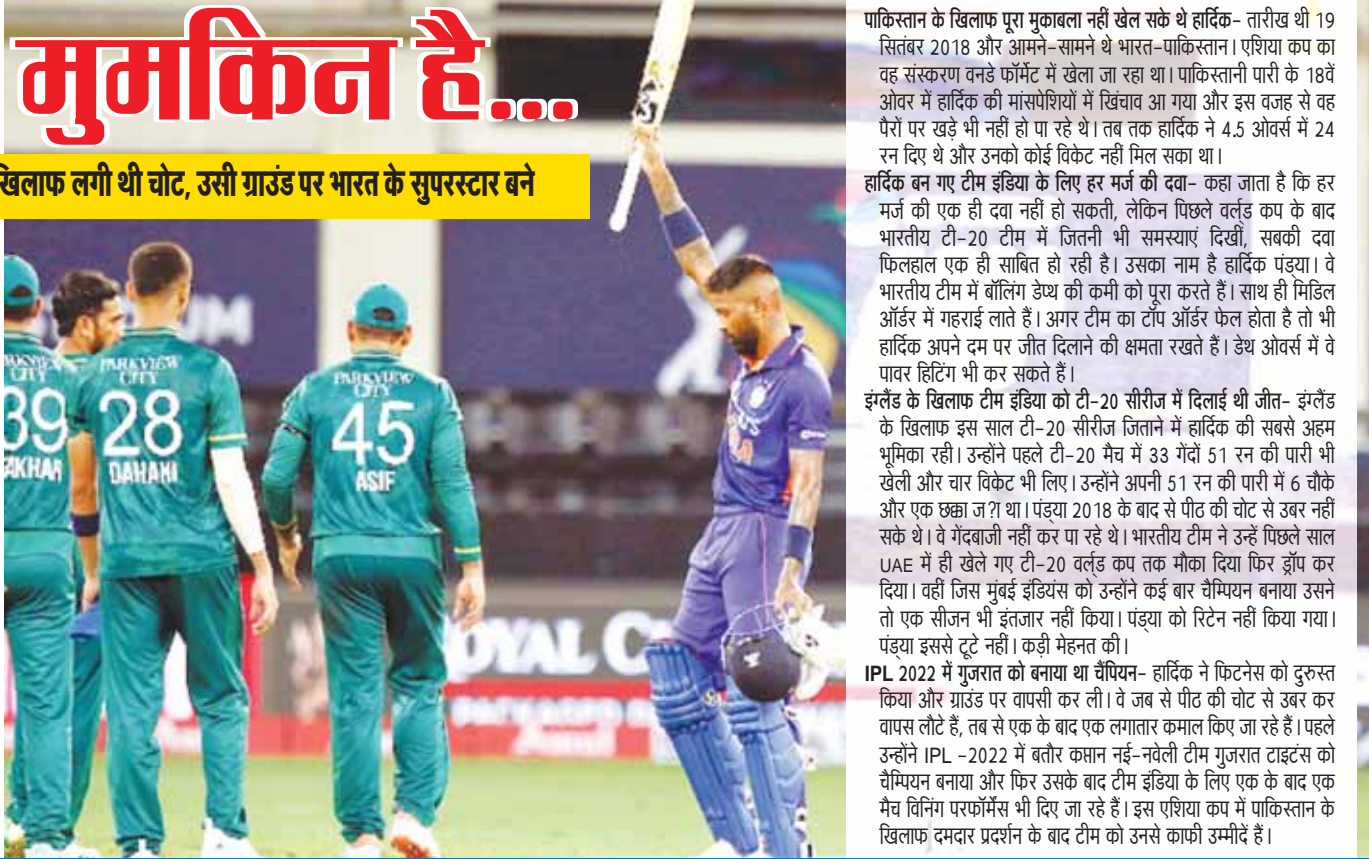 मुमकिन है...
खिलाफ लगी थी चोट, उसी ग्राउंड पर भारत के सुपरस्टार बने
UM
PARKVIEW
CITY
39
AKHAR
PARKVIEW
CITY
28
DAHANI
PARKVIEW
CITY
45
ASIF
OYAL C
पाकिस्तान के खिलाफ पूरा मुकाबला नहीं खेल सके थे हार्दिक- तारीख थी 19
सितंबर 2018 और आमने-सामने थे भारत-पाकिस्तान। एशिया कप का
वह संस्करण वनडे फॉर्मेट में खेला जा रहा था। पाकिस्तानी पारी के 18वें
ओवर में हार्दिक की मांसपेशियों में खिंचाव आ गया और इस वजह से वह
पैरों पर खड़े भी नहीं हो पा रहे थे। तब तक हार्दिक ने 4.5 ओवर्स में 24
रन दिए थे और उनको कोई विकेट नहीं मिल सका था।
हार्दिक बन गए टीम इंडिया के लिए हर मर्ज की दवा- कहा जाता है कि हर
मर्ज की एक ही दवा नहीं हो सकती, लेकिन पिछले वर्ल्ड कप के बाद
भारतीय टी-20 टीम में जितनी भी समस्याएं दिखीं, सबकी दवा
फिलहाल एक ही साबित हो रही है। उसका नाम है हार्दिक पंड्या। वे
भारतीय टीम में बॉलिंग डेप्थ की कमी को पूरा करते हैं। साथ ही मिडिल
ऑर्डर में गहराई लाते हैं। अगर टीम का टॉप ऑर्डर फेल होता है तो भी
हार्दिक अपने दम पर जीत दिलाने की क्षमता रखते हैं। डेथ ओवर्स में वे
पावर हिटिंग भी कर सकते हैं।
इंग्लैंड के खिलाफ टीम इंडिया को टी-20 सीरीज में दिलाई थी जीत- इंग्लैंड
के खिलाफ इस साल टी-20 सीरीज जिताने में हार्दिक की सबसे अहम
भूमिका रही। उन्होंने पहले टी-20 मैच में 33 गेंदों 51 रन की पारी भी
खेली और चार विकेट भी लिए। उन्होंने अपनी 51 रन की पारी में 6 चौके
और एक छक्का ज?ा था। पंड्या 2018 के बाद से पीठ की चोट से उबर नहीं
सके थे। वे गेंदबाजी नहीं कर पा रहे थे। भारतीय टीम ने उन्हें पिछले साल
UAE में ही खेले गए टी-20 वर्ल्ड कप तक मौका दिया फिर ड्रॉप कर
दिया। वहीं जिस मुंबई इंडियंस को उन्होंने कई बार चैम्पियन बनाया उसने
तो एक सीजन भी इंतजार नहीं किया। पंड्या को रिटेन नहीं किया गया।
पंड्या इससे टूटे नहीं। कड़ी मेहनत की।
IPL 2022 में गुजरात को बनाया था चैंपियन- हार्दिक ने फिटनेस को दुरुस्त
किया और ग्राउंड पर वापसी कर ली। वे जब से पीठ की चोट से उबर कर
वापस लौटे हैं, तब से एक के बाद एक लगातार कमाल किए जा रहे हैं। पहले
उन्होंने IPL -2022 में बतौर कप्तान नई-नवेली टीम गुजरात टाइटंस को
चैम्पियन बनाया और फिर उसके बाद टीम इंडिया के लिए एक के बाद एक
मैच विनिंग परफॉर्मेंस भी दिए जा रहे हैं। इस एशिया कप में पाकिस्तान के
खिलाफ दमदार प्रदर्शन के बाद टीम को उनसे काफी उम्मीदें हैं।